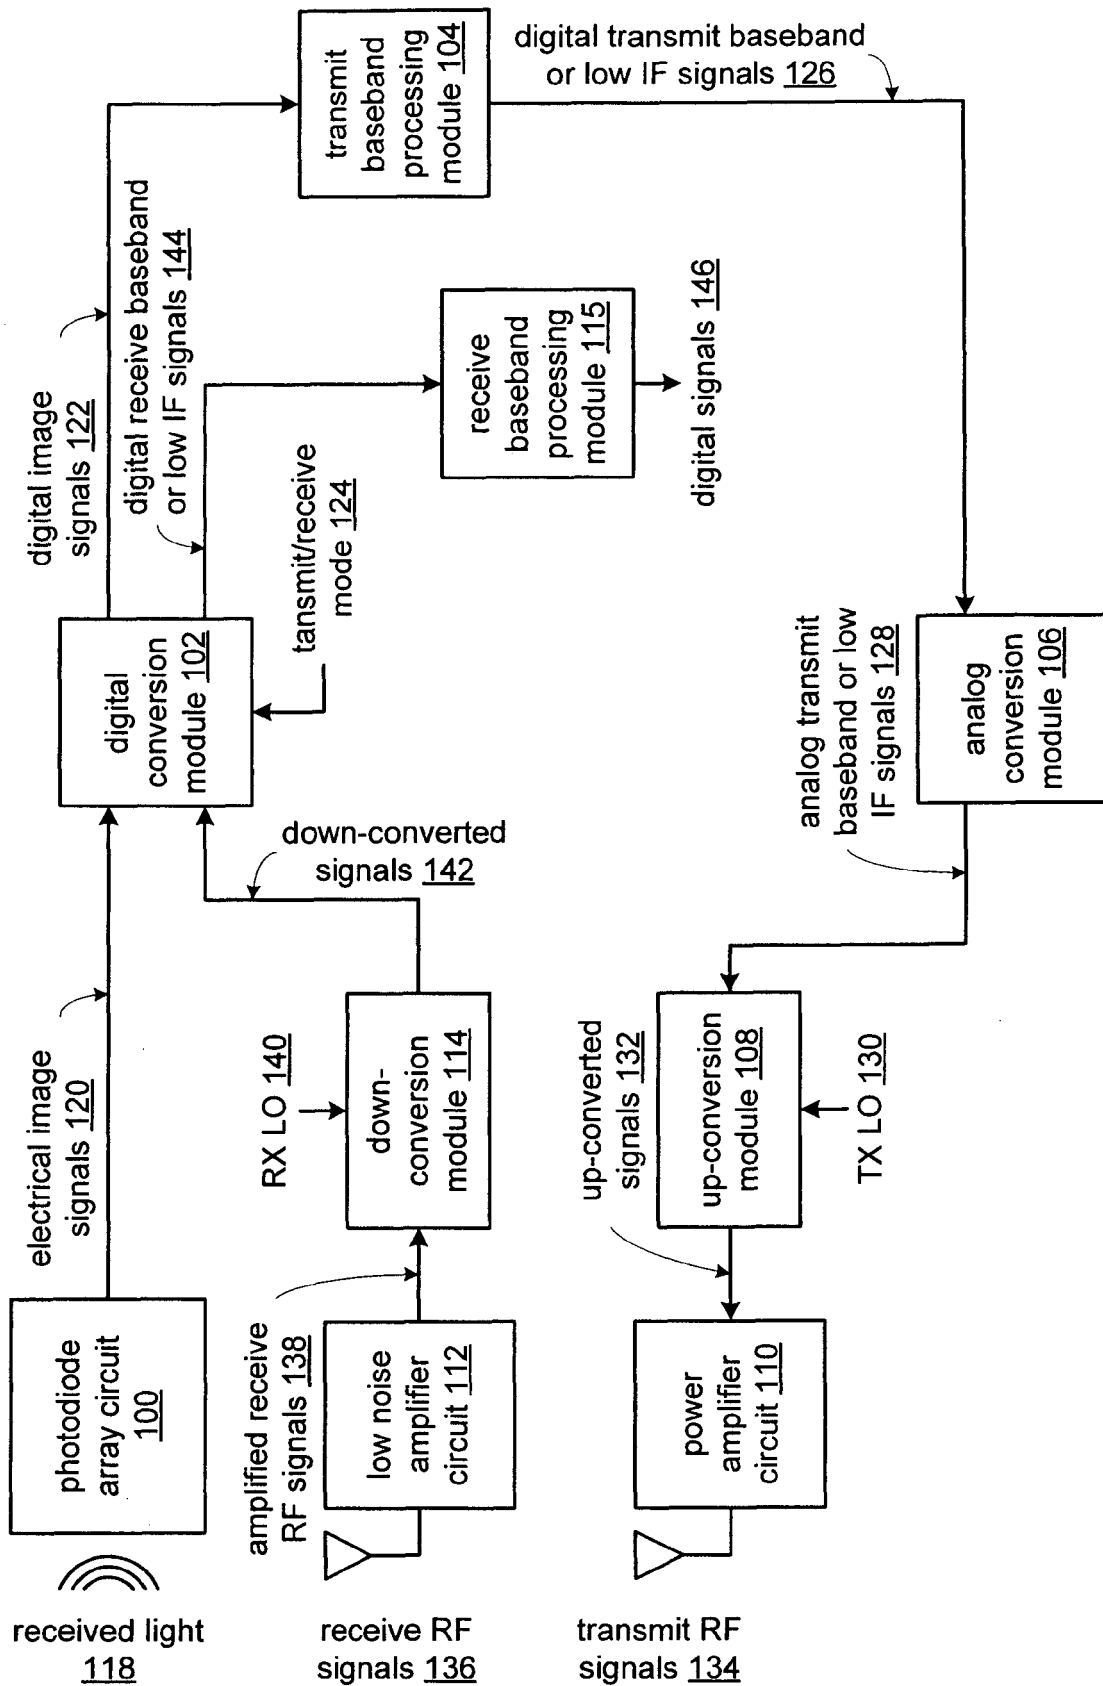 received light
118
photodiode
array circuit
100
electrical image
signals 120
digital
conversion
module 102
digital image
signals 122
digital receive baseband
or low IF signals 144
transmit
baseband
processing
module 104
digital transmit baseband
or low IF signals 126
receive RF
signals 136
amplified receive
RF signals 138
low noise
amplifier
circuit 112
RX LO 140
down-
conversion
module 114
down-converted
signals 142
tansmit/receive
mode 124
receive
baseband
processing
module 115
digital signals 146
transmit RF
signals 134
power
amplifier
circuit 110
up-converted
signals 132
up-conversion
module 108
TX LO 130
analog transmit
baseband or low
IF signals 128
analog
conversion
module 106